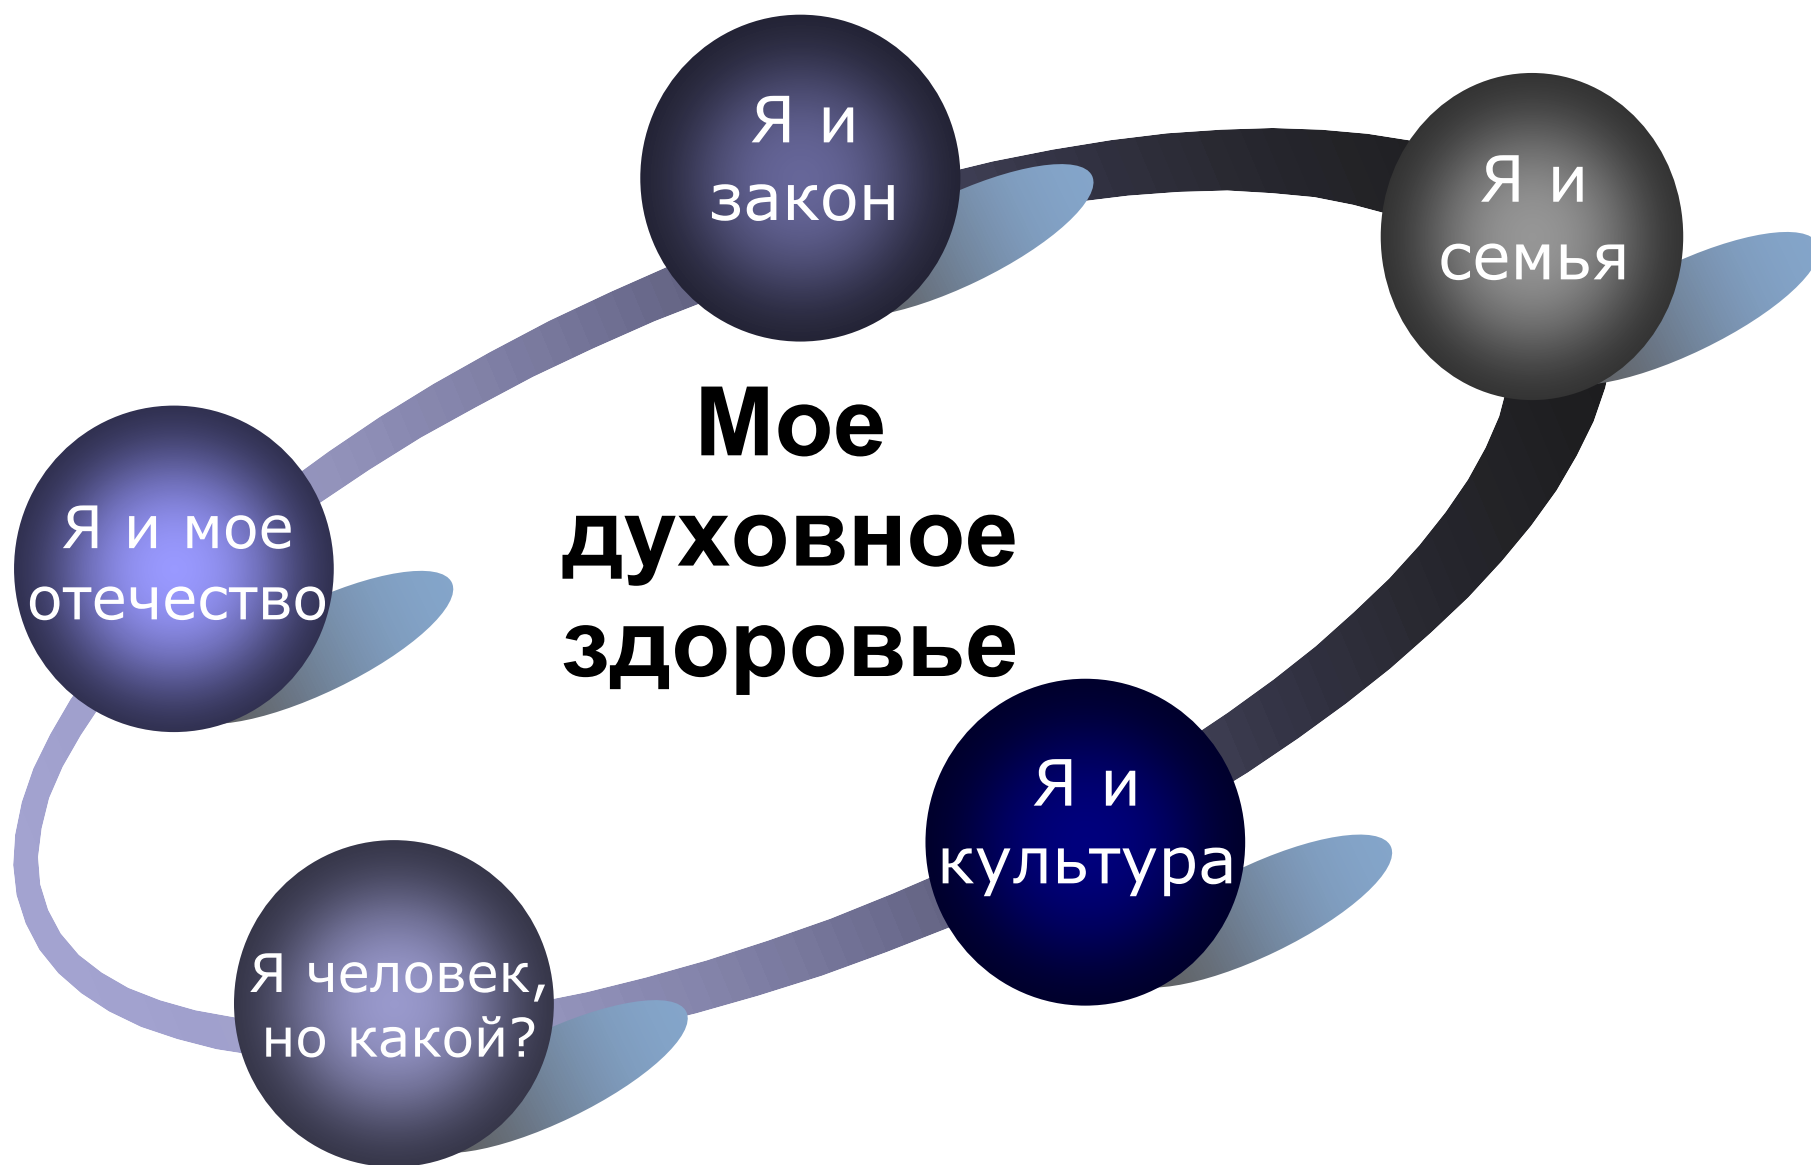 Я и
закон
Я и
семья
Мое
духовное
здоровье
Я и мое
отечество
Я и
культура
Я человек,
но какой?